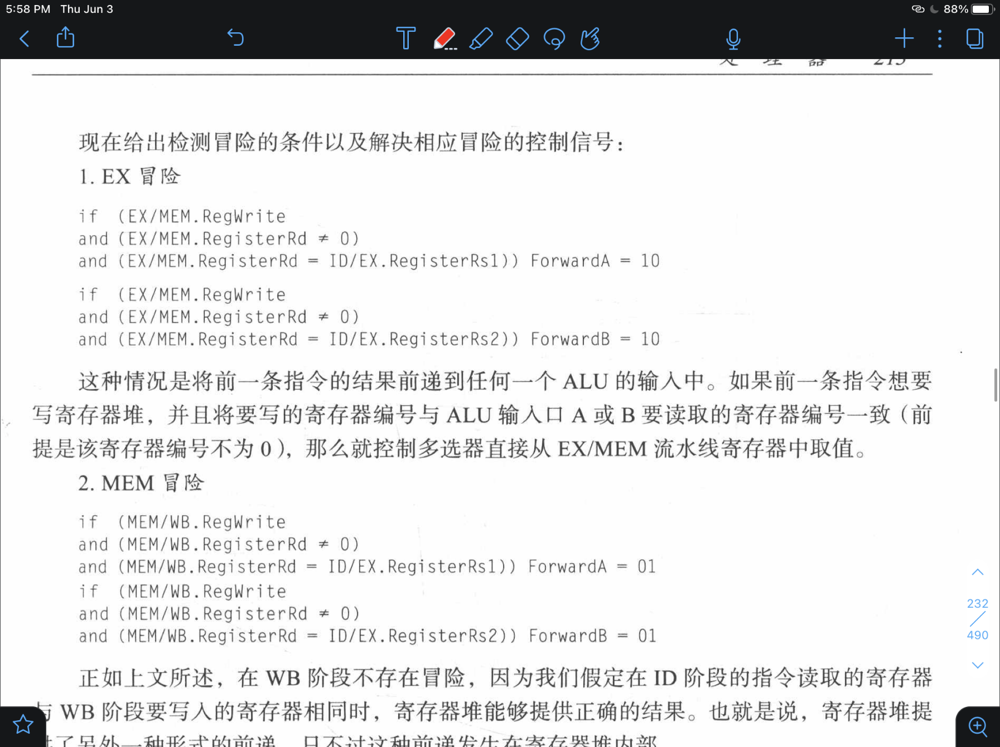 5:58 PM Thu Jun 3
88%
处 理 器 215
现在给出检测冒险的条件以及解决相应冒险的控制信号：
1. EX 冒险
if (EX/MEM.RegWrite
and (EX/MEM.RegisterRd ≠ 0)
and (EX/MEM.RegisterRd = ID/EX.RegisterRs1)) ForwardA = 10
if (EX/MEM.RegWrite
and (EX/MEM.RegisterRd ≠ 0)
and (EX/MEM.RegisterRd = ID/EX.RegisterRs2)) ForwardB = 10
这种情况是将前一条指令的结果前递到任何一个 ALU 的输入中。如果前一条指令想要
写寄存器堆，并且将要写的寄存器编号与 ALU 输入口 A 或 B 要读取的寄存器编号一致（前
提是该寄存器编号不为 0），那么就控制多选器直接从 EX/MEM 流水线寄存器中取值。
2. MEM 冒险
if (MEM/WB.RegWrite
and (MEM/WB.RegisterRd ≠ 0)
and (MEM/WB.RegisterRd = ID/EX.RegisterRs1)) ForwardA = 01
if (MEM/WB.RegWrite
and (MEM/WB.RegisterRd ≠ 0)
and (MEM/WB.RegisterRd = ID/EX.RegisterRs2)) ForwardB = 01
232
490
正如上文所述，在 WB 阶段不存在冒险，因为我们假定在 ID 阶段的指令读取的寄存器
与 WB 阶段要写入的寄存器相同时，寄存器堆能够提供正确的结果。也就是说，寄存器堆提
了另外一种形式的前递，只不过这种前递发生在寄存器堆内部